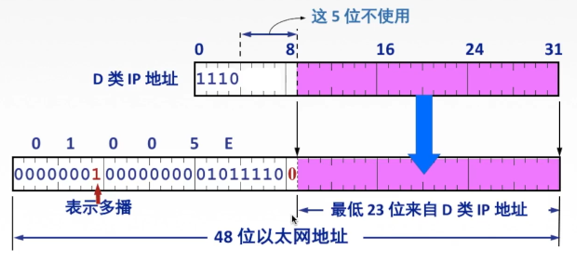 这 5 位不使用
0 8 16 24 31
D 类 IP 地址
1110
0 1 0 0 5 E
00000001 00000000 01011110 0
表示多播
最低 23 位来自 D 类 IP 地址
48 位以太网地址